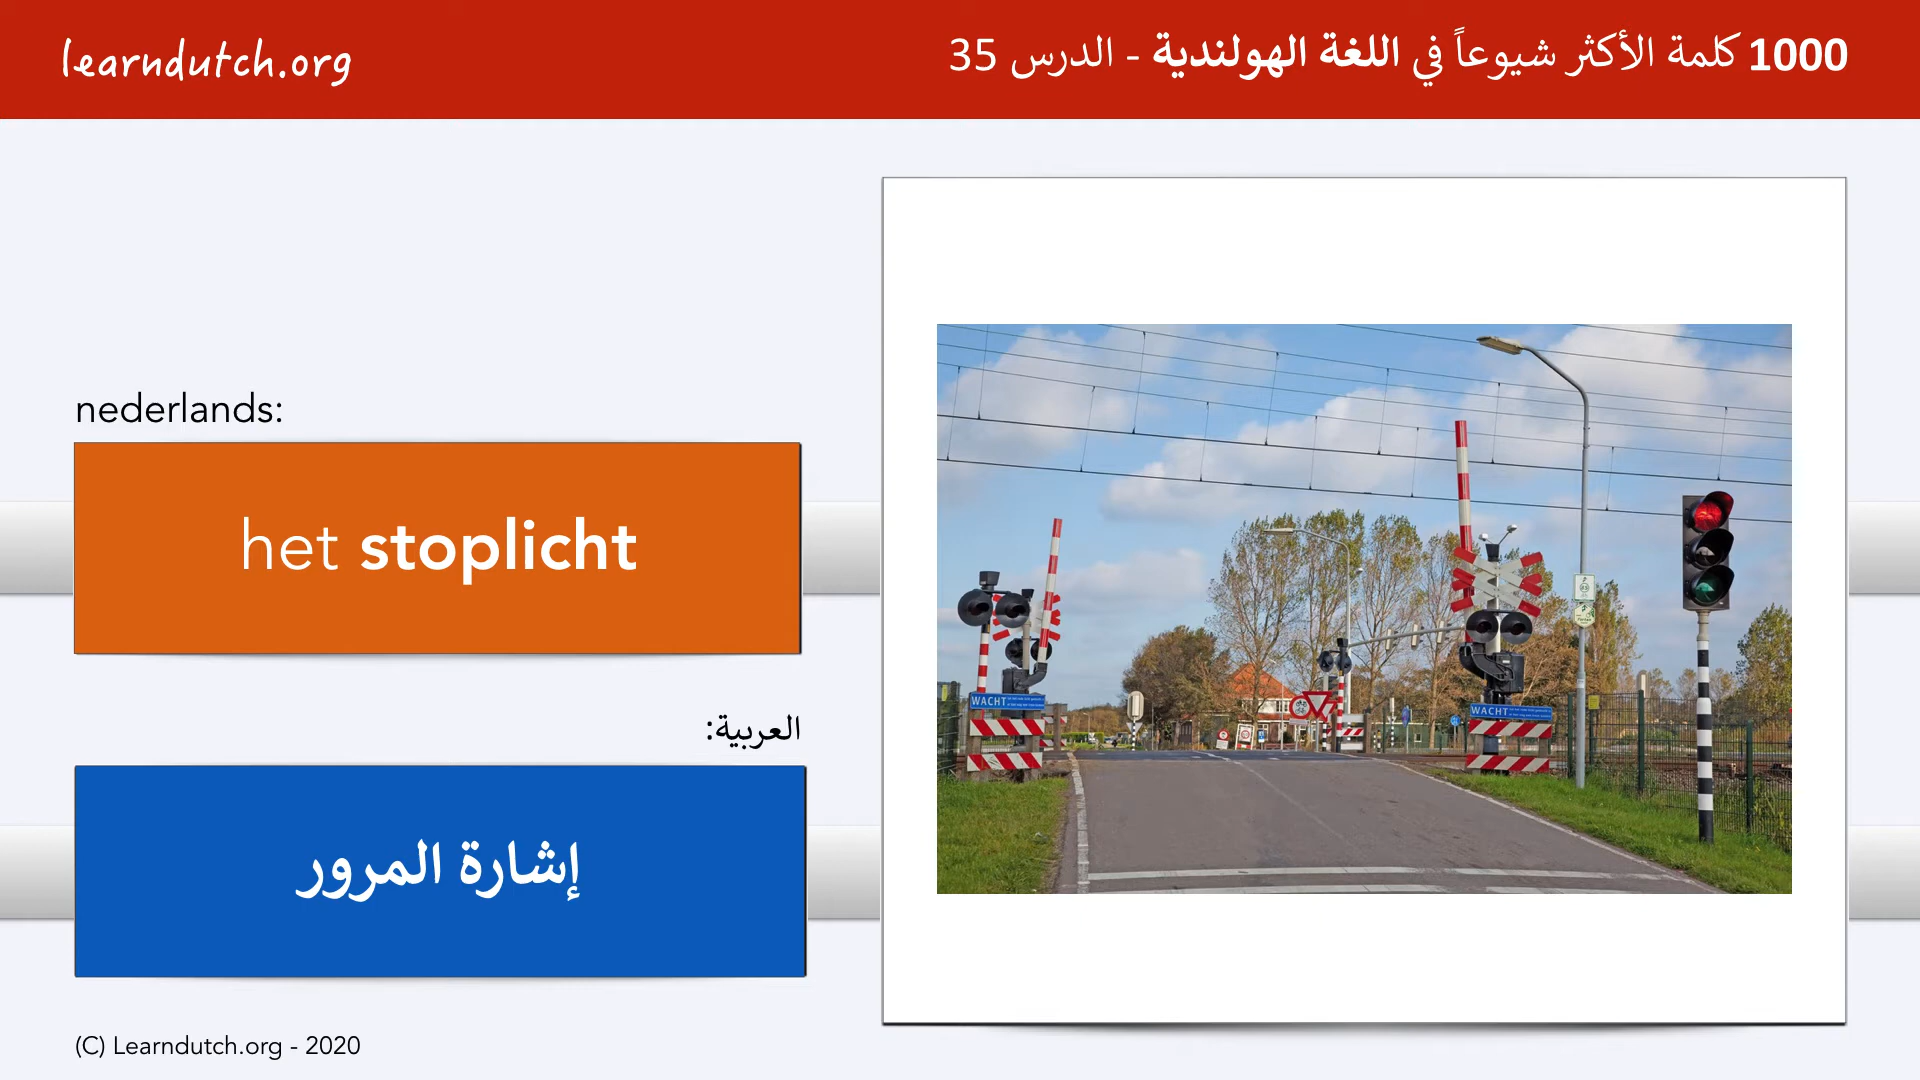 learndutch.org
1000 كلمة الأكثر شيوعاً في اللغة الهولندية - الدرس 35
nederlands:
het stoplicht
العربية:
إشارة المرور
WACHT
WACHT
(C) Learndutch.org - 2020